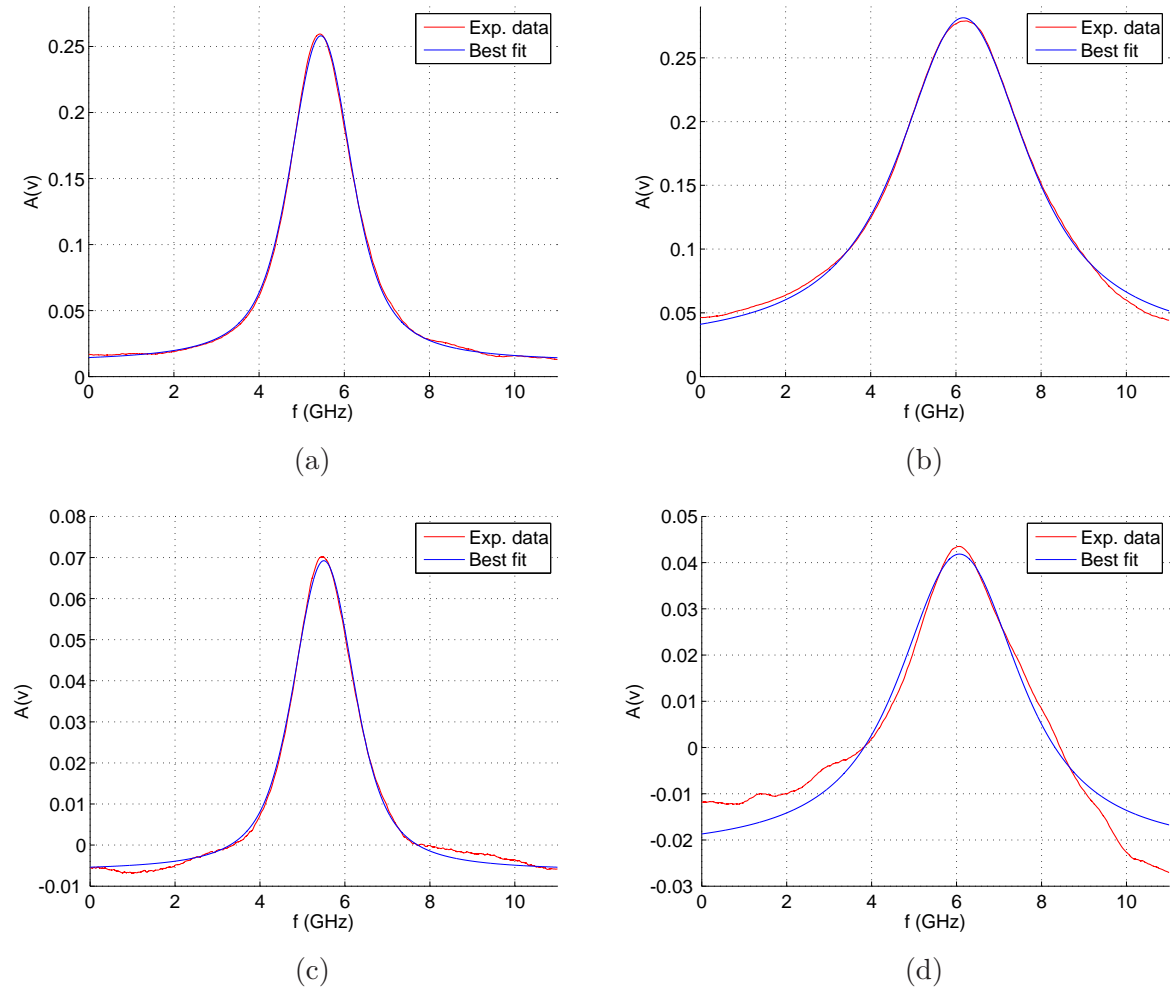 Exp. data
Best fit
0.25
0.2
0.15
0.1
0.05
0
A(v)
0 2 4 6 8 10
f (GHz)
(a)
Exp. data
Best fit
0.25
0.2
0.15
0.1
0.05
0
A(v)
0 2 4 6 8 10
f (GHz)
(b)
Exp. data
Best fit
0.08
0.07
0.06
0.05
0.04
0.03
0.02
0.01
0
-0.01
A(v)
0 2 4 6 8 10
f (GHz)
(c)
Exp. data
Best fit
0.05
0.04
0.03
0.02
0.01
0
-0.01
-0.02
-0.03
A(v)
0 2 4 6 8 10
f (GHz)
(d)